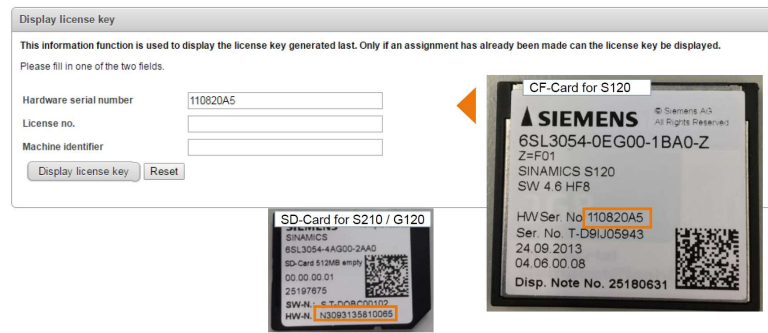 Display license key
This information function is used to display the license key generated last. Only if an assignment has already been made can the license key be displayed.
Please fill in one of the two fields.
Hardware serial number 110820A5
License no.
Machine identifier
Display license key Reset
CF-Card for S120
SIEMENS
© Siemens AG
All Rights Reserved
6SL3054-0EG00-1BA0-Z
Z=F01
SINAMICS S120
SW 4.6 HF8
HW Ser. No 110820A5
Ser. No. T-D9IJ05943
24.09.2013
04.06.00.08
Disp. Note No. 25180631
SD-Card for S210 / G120
SIEMENS
SINAMICS
6SL3054-4AG00-2AA0
SD-Card 512MB empty
00.00.00.01
25197675
SW-N.: S T-DOBC00102
HW-N. N3093135810065